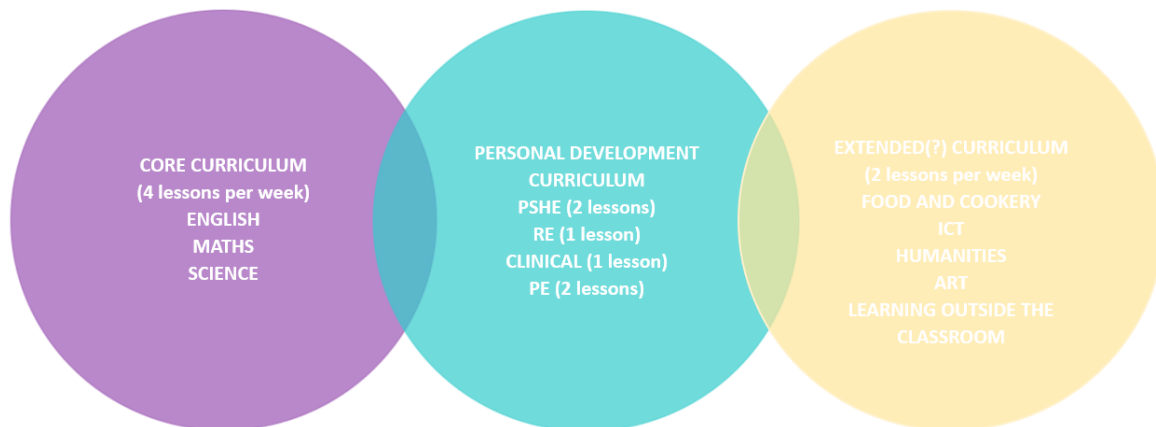 CORE CURRICULUM
(4 lessons per week)
ENGLISH
MATHS
SCIENCE
PERSONAL DEVELOPMENT
CURRICULUM
PSHE (2 lessons)
RE (1 lesson)
CLINICAL (1 lesson)
PE (2 lessons)
EXTENDED(?) CURRICULUM
(2 lessons per week)
FOOD AND COOKERY
ICT
HUMANITIES
ART
LEARNING OUTSIDE THE
CLASSROOM